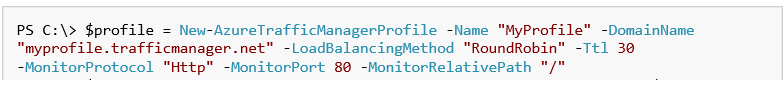 PS C:\> $profile = New-AzureTrafficManagerProfile -Name "MyProfile" -DomainName
"myprofile.trafficmanager.net" -LoadBalancingMethod "RoundRobin" -Ttl 30
-MonitorProtocol "Http" -MonitorPort 80 -MonitorRelativePath "/"